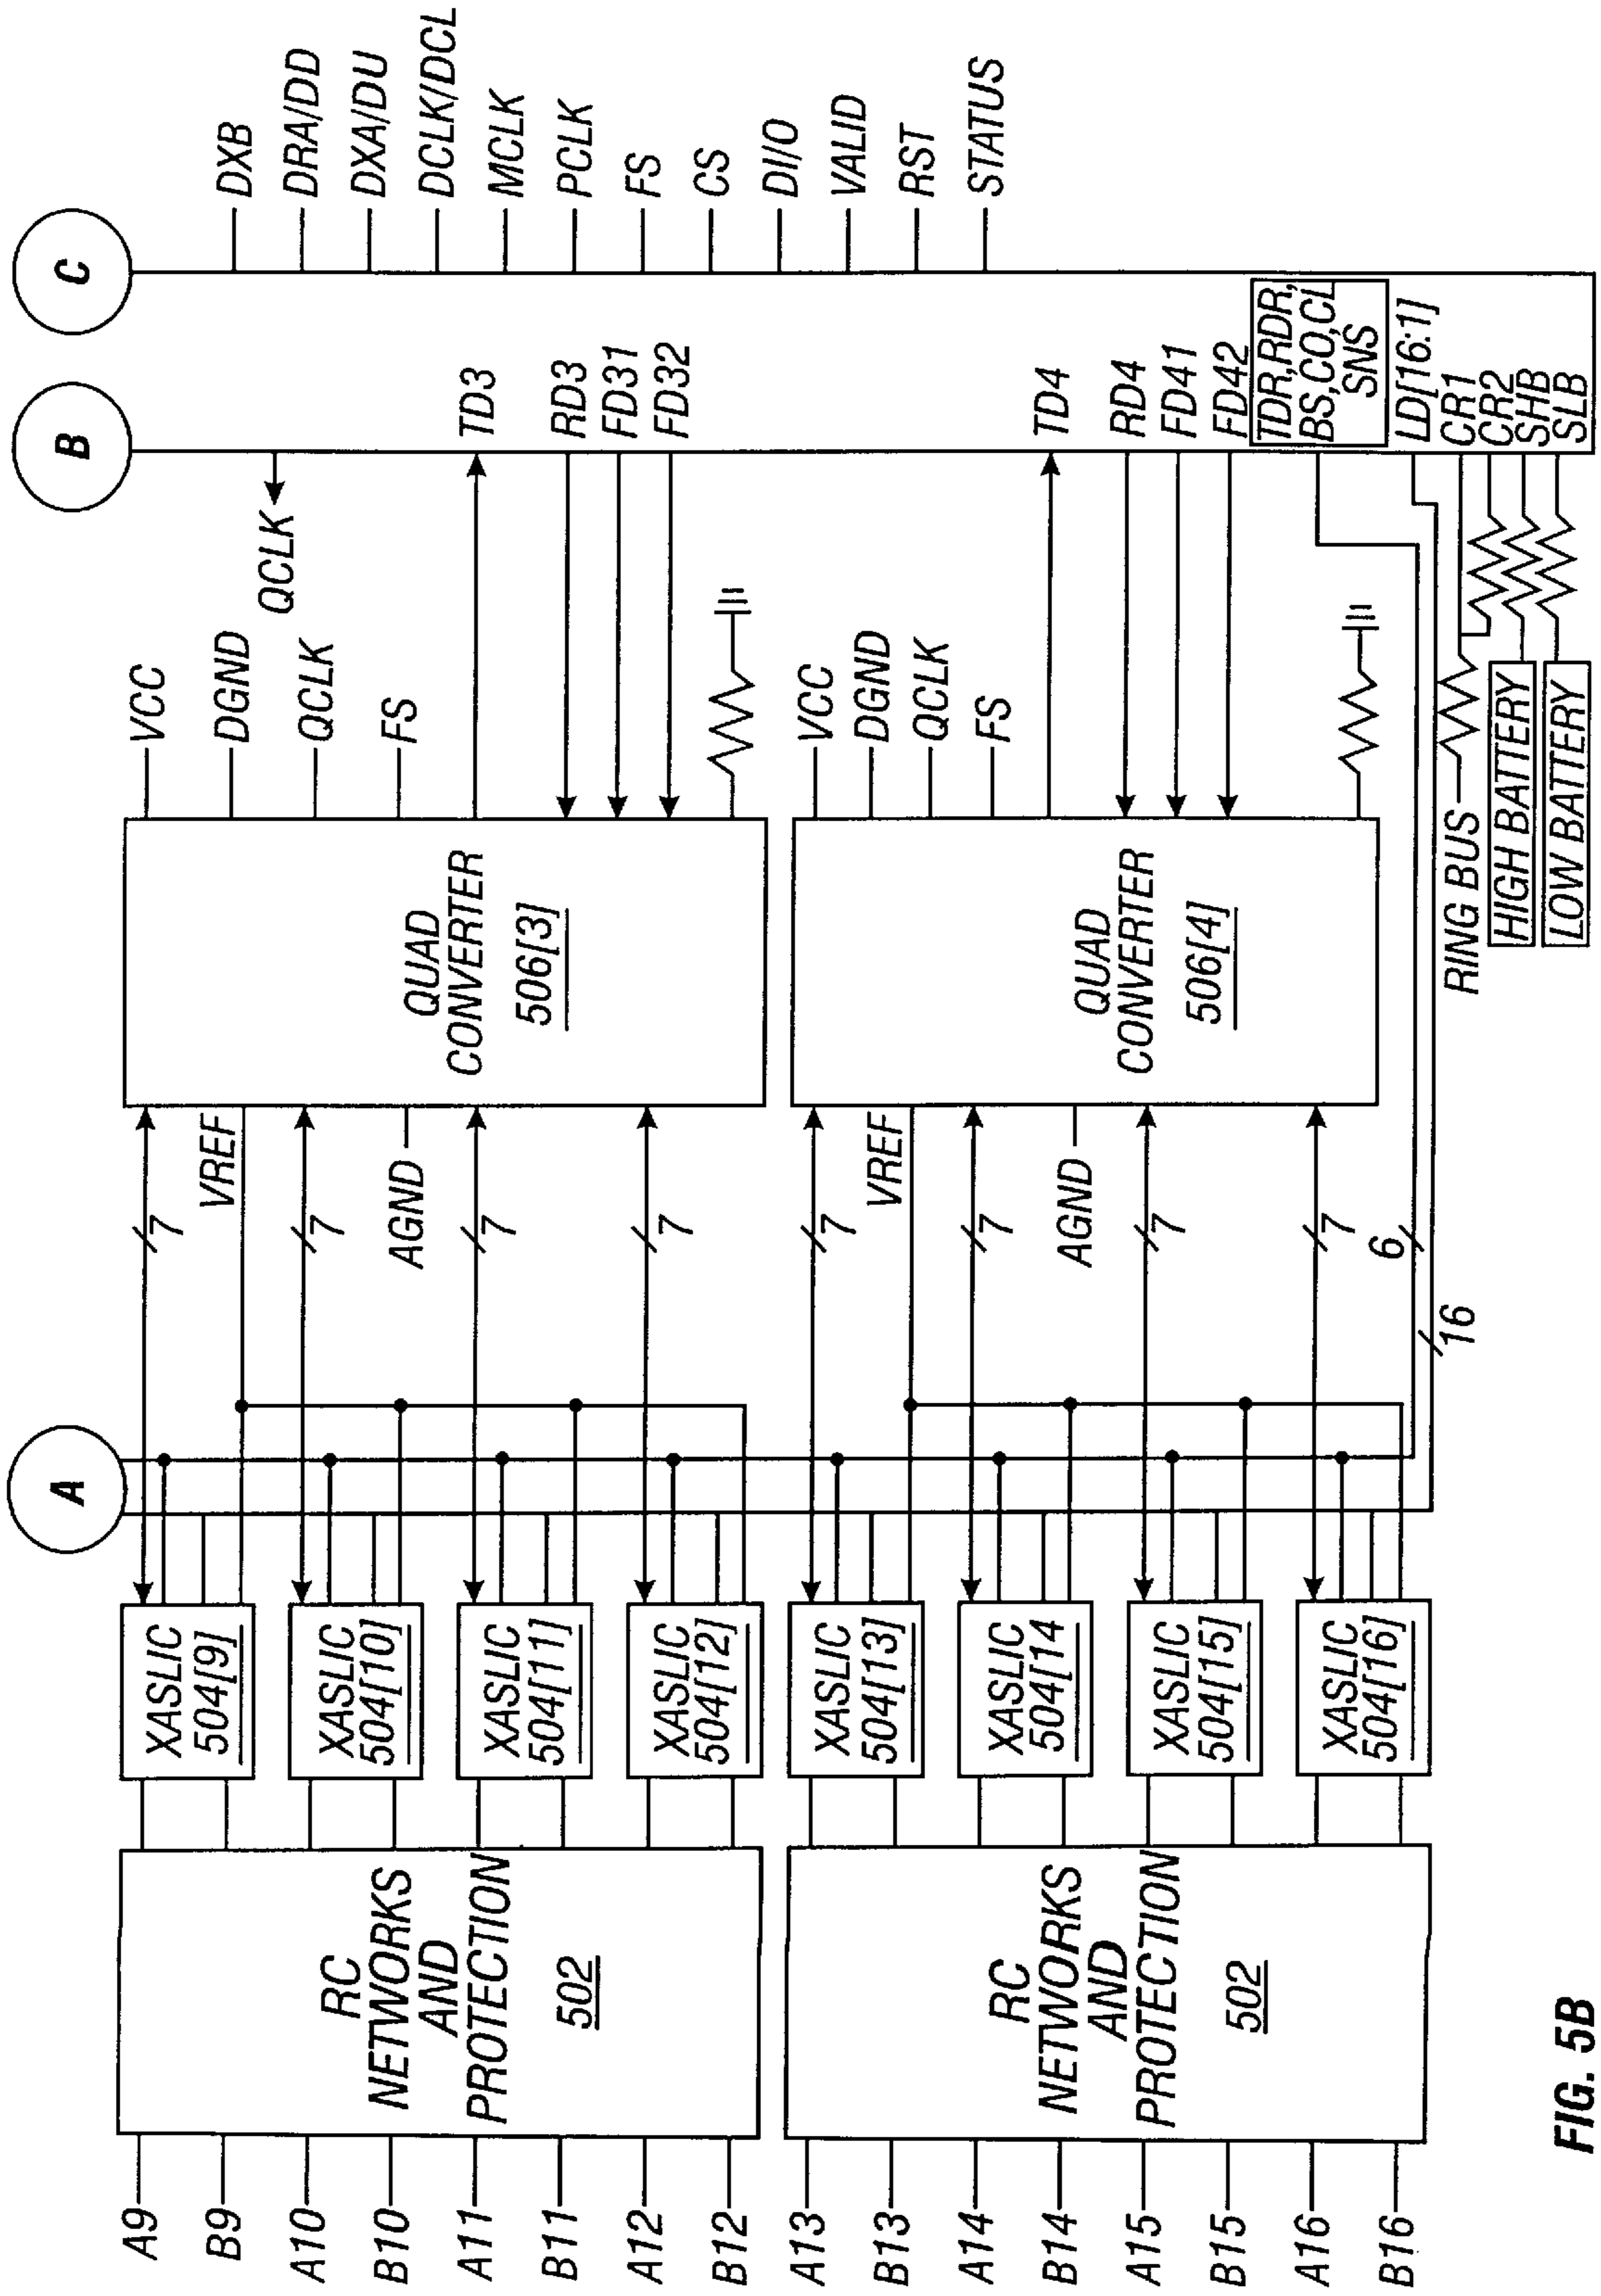 A
B
C
A9
B9
A10
B10
A11
B11
A12
B12
A13
B13
A14
B14
A15
B15
A16
B16
RC
NETWORKS
AND
PROTECTION
502
RC
NETWORKS
AND
PROTECTION
502
XASLIC
504[9]
XASLIC
504[10]
XASLIC
504[11]
XASLIC
504[12]
XASLIC
504[13]
XASLIC
504[14
XASLIC
504[15]
XASLIC
504[16]
7
VREF
7
AGND
7
7
7
VREF
7
AGND
7
7
6
16
QUAD
CONVERTER
506[3]
QUAD
CONVERTER
506[4]
VCC
DGND
QCLK
FS
VCC
DGND
QCLK
FS
RING BUS
HIGH BATTERY
LOW BATTERY
QCLK
TD3
RD3
FD31
FD32
TD4
RD4
FD41
FD42
TDR,RDR,
BS,CO,CL
SNS
LD[16:1]
CR1
CR2
SHB
SLB
DXB
DRA/DD
DXA/DU
DCLK/DCL
MCLK
PCLK
FS
CS
DI/O
VALID
RST
STATUS
FIG. 5B